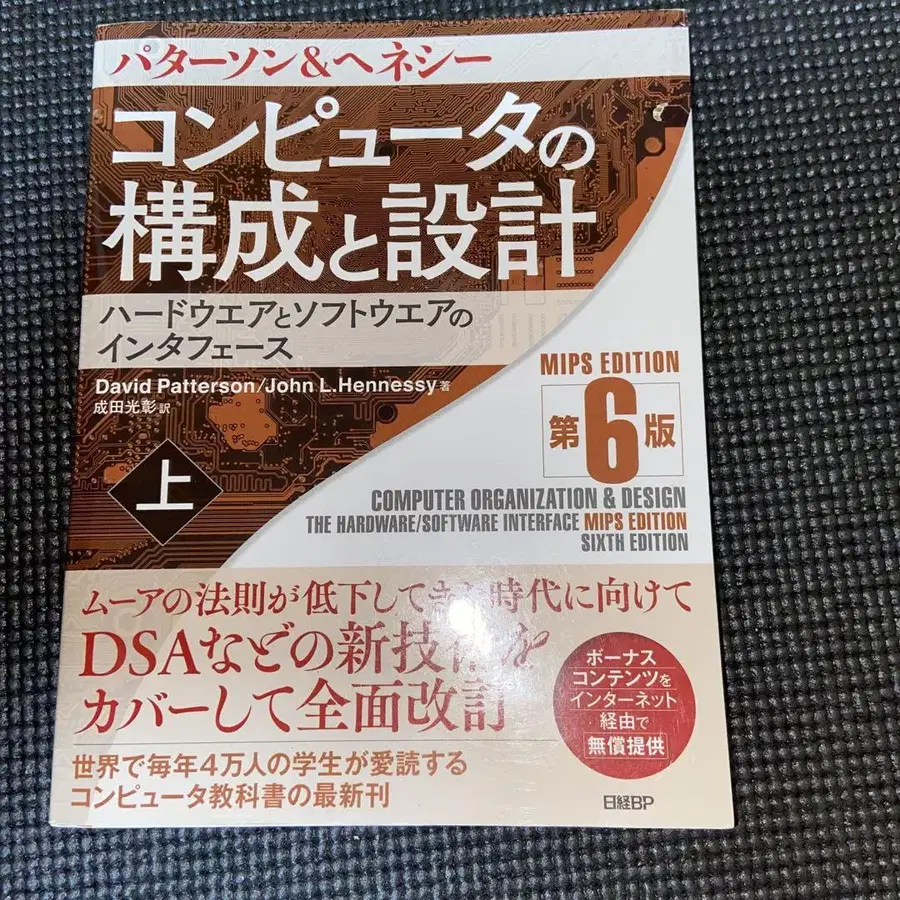 パターソン&ヘネシー
コンピュータの
構成と設計
ハードウエアとソフトウエアの
インタフェース
David Patterson/John L.Hennessy 著
成田光彰 訳
上
MIPS EDITION
第6版
COMPUTER ORGANIZATION & DESIGN
THE HARDWARE/SOFTWARE INTERFACE MIPS EDITION
SIXTH EDITION
ムーアの法則が低下してきた時代に向けて
DSAなどの新技術を
カバーして全面改訂
世界で毎年4万人の学生が愛読する
コンピュータ教科書の最新刊
ボーナス
コンテンツを
インターネット
経由で
無償提供
日経BP